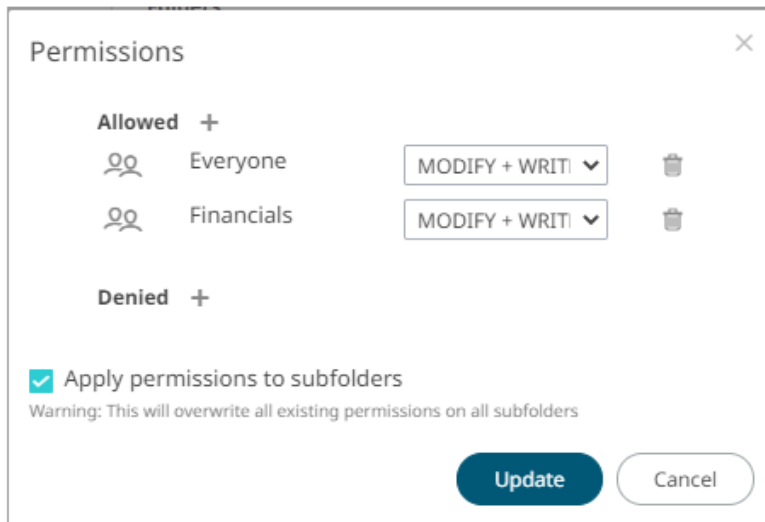 Permissions
Allowed +
Everyone MODIFY + WRIT
Financials MODIFY + WRIT
Denied +
Apply permissions to subfolders
Warning: This will overwrite all existing permissions on all subfolders
Update Cancel